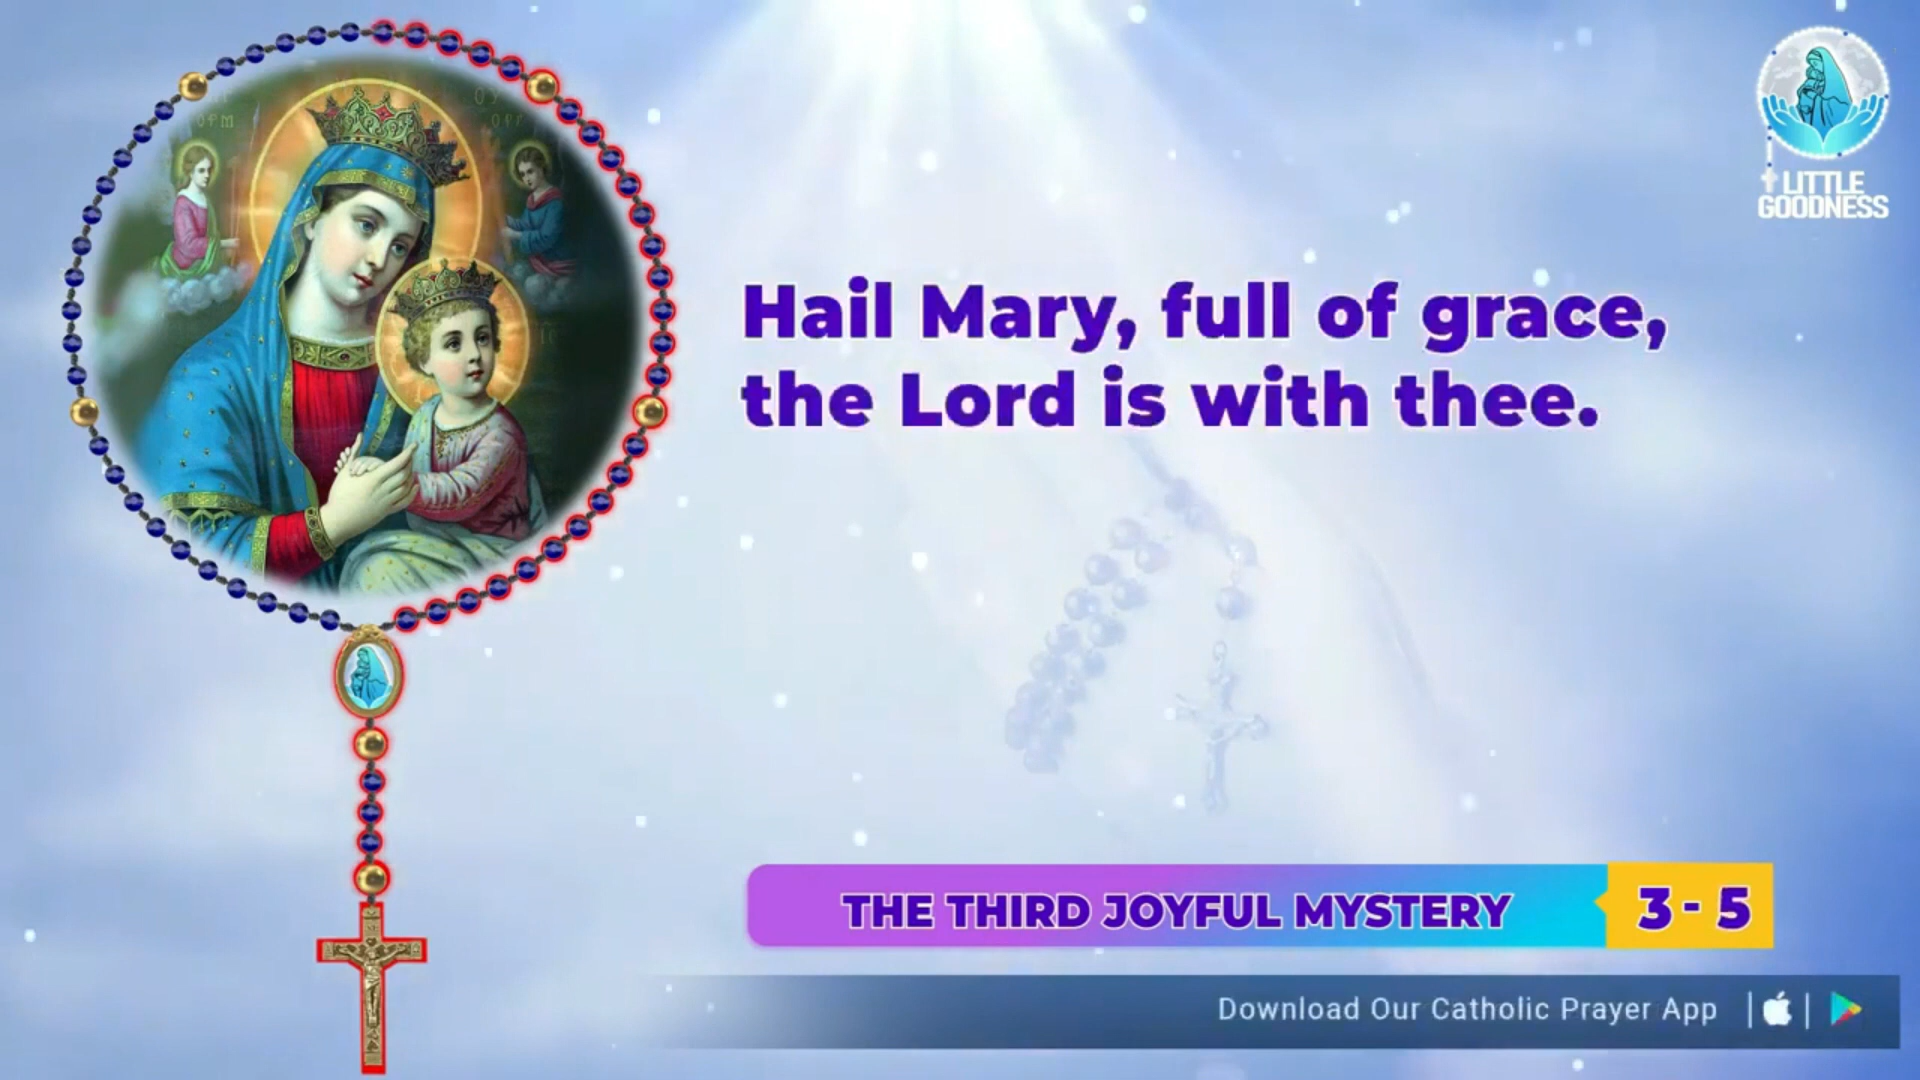 LITTLE
GOODNESS
Hail Mary, full of grace,
the Lord is with thee.
THE THIRD JOYFUL MYSTERY
3 - 5
Download Our Catholic Prayer App